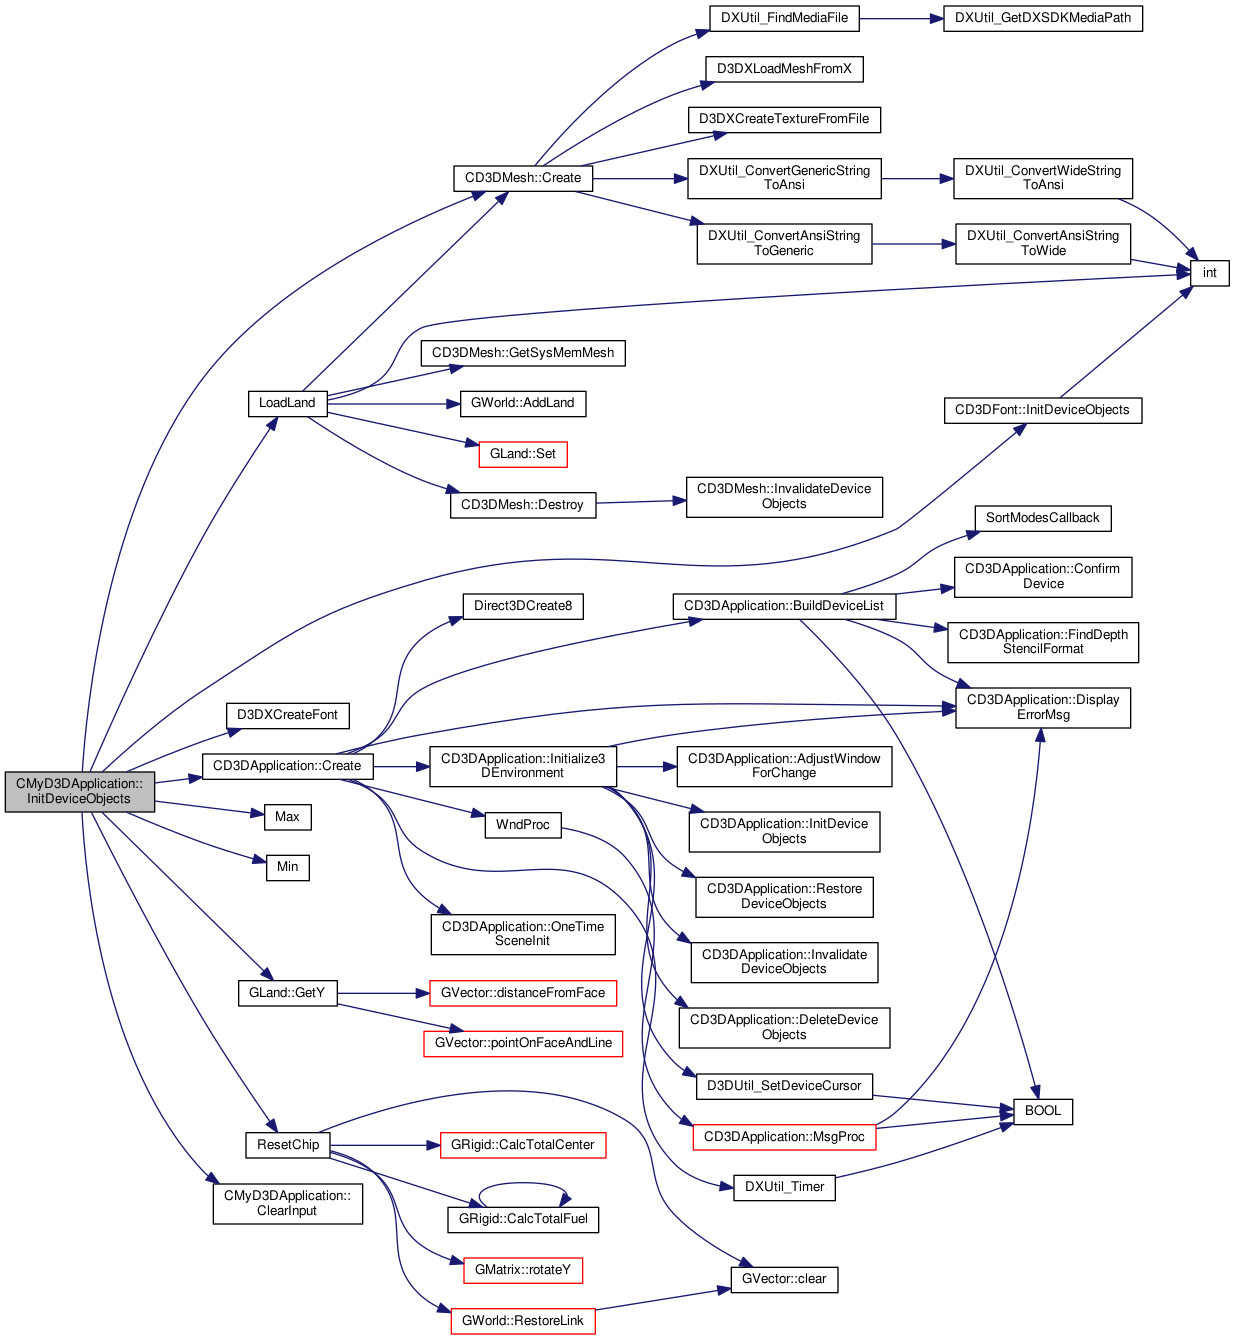 DXUtil_FindMediaFile
DXUtil_GetDXSDKMediaPath
D3DXLoadMeshFromX
D3DXCreateTextureFromFile
CD3DMesh::Create
DXUtil_ConvertGenericString
ToAnsi
DXUtil_ConvertWideString
ToAnsi
DXUtil_ConvertAnsiString
ToGeneric
DXUtil_ConvertAnsiString
ToWide
int
CD3DMesh::GetSysMemMesh
LoadLand
GWorld::AddLand
CD3DFont::InitDeviceObjects
GLand::Set
CD3DMesh::Destroy
CD3DMesh::InvalidateDevice
Objects
SortModesCallback
CD3DApplication::Confirm
Device
Direct3DCreate8
CD3DApplication::BuildDeviceList
CD3DApplication::FindDepth
StencilFormat
D3DXCreateFont
CD3DApplication::Display
ErrorMsg
CD3DApplication::Create
CD3DApplication::Initialize3
DEnvironment
CD3DApplication::AdjustWindow
ForChange
CMyD3DApplication::
InitDeviceObjects
Max
WndProc
CD3DApplication::InitDevice
Objects
Min
CD3DApplication::Restore
DeviceObjects
CD3DApplication::OneTime
SceneInit
CD3DApplication::Invalidate
DeviceObjects
GLand::GetY
GVector::distanceFromFace
CD3DApplication::DeleteDevice
Objects
GVector::pointOnFaceAndLine
D3DUtil_SetDeviceCursor
BOOL
ResetChip
GRigid::CalcTotalCenter
CD3DApplication::MsgProc
DXUtil_Timer
CMyD3DApplication::
ClearInput
GRigid::CalcTotalFuel
GMatrix::rotateY
GVector::clear
GWorld::RestoreLink